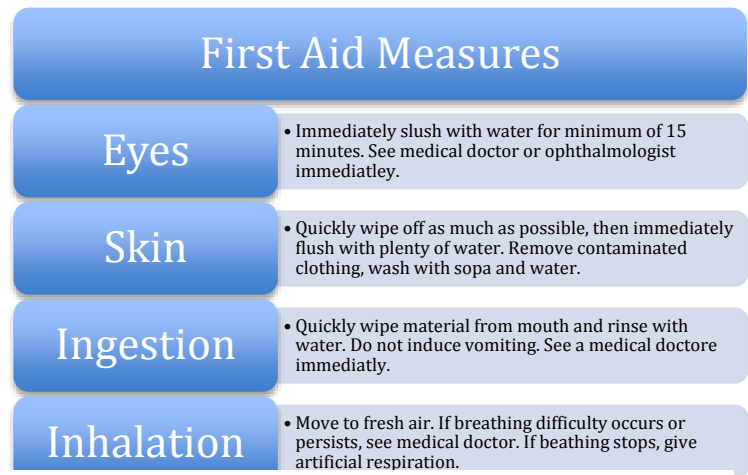 First Aid Measures
Eyes
• Immediately slush with water for minimum of 15
minutes. See medical doctor or ophthalmologist
immediatley.
Skin
• Quickly wipe off as much as possible, then immediately
flush with plenty of water. Remove contaminated
clothing, wash with sopa and water.
Ingestion
• Quickly wipe material from mouth and rinse with
water. Do not induce vomiting. See a medical doctore
immediatly.
Inhalation
• Move to fresh air. If breathing difficulty occurs or
persists, see medical doctor. If beathing stops, give
artificial respiration.